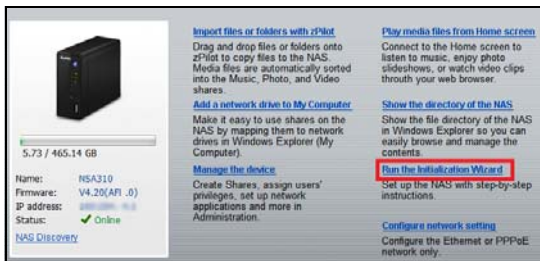 5.73 / 465.14 GB
Name: NSA310
Firmware: V4.20(AFI .0)
IP address:
Status: Online
NAS Discovery
Import files or folders with zPilot
Drag and drop files or folders onto
zPilot to copy files to the NAS.
Media files are automatically sorted
into the Music, Photo, and Video
shares.
Add a network drive to My Computer
Make it easy to use shares on the
NAS by mapping them to network
drives in Windows Explorer (My
Computer).
Manage the device
Create Shares, assign users'
privileges, set up network
applications and more in
Administration.
Play media files from Home screen
Connect to the Home screen to
listen to music, enjoy photo
slideshows, or watch video clips
throuth your web browser.
Show the directory of the NAS
Show the file directory of the NAS
in Windows Explorer so you can
easily browse and manage the
contents.
Run the Initialization Wizard
Set up the NAS with step-by-step
instructions.
Configure network setting
Configure the Ethernet or PPPoE
network only.